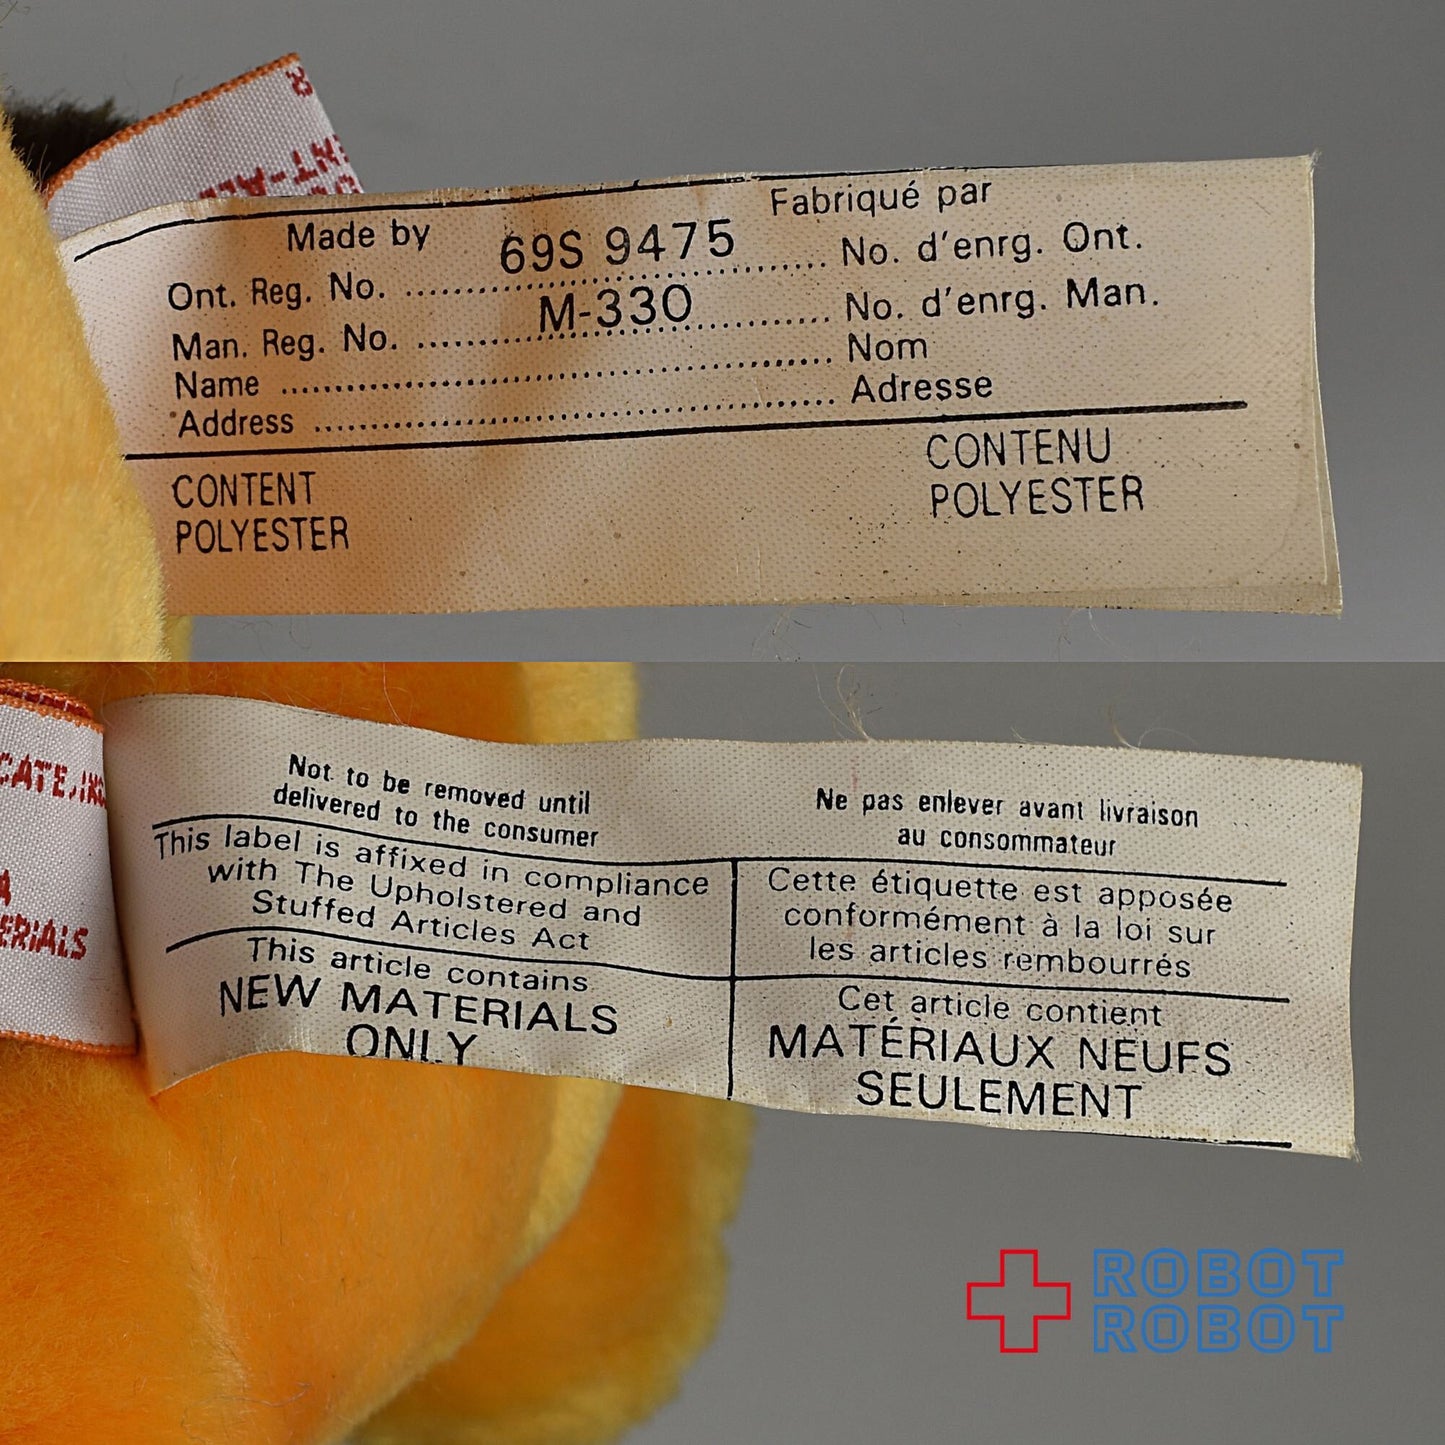 Made by Fabriqué par
Ont. Reg. No. 69S 9475 No. d'enrg. Ont.
Man. Reg. No. M-330 No. d'enrg. Man.
Name Nom
Address Adresse
CONTENT CONTENU
POLYESTER POLYESTER
CATE,INC
ERIALS
Not to be removed until
delivered to the consumer
Ne pas enlever avant livraison
au consommateur
This label is affixed in compliance
with The Upholstered and
Stuffed Articles Act
Cette étiquette est apposée
conformément à la loi sur
les articles rembourrés
This article contains
NEW MATERIALS
ONLY
Cet article contient
MATÉRIAUX NEUFS
SEULEMENT
ROBOT
ROBOT